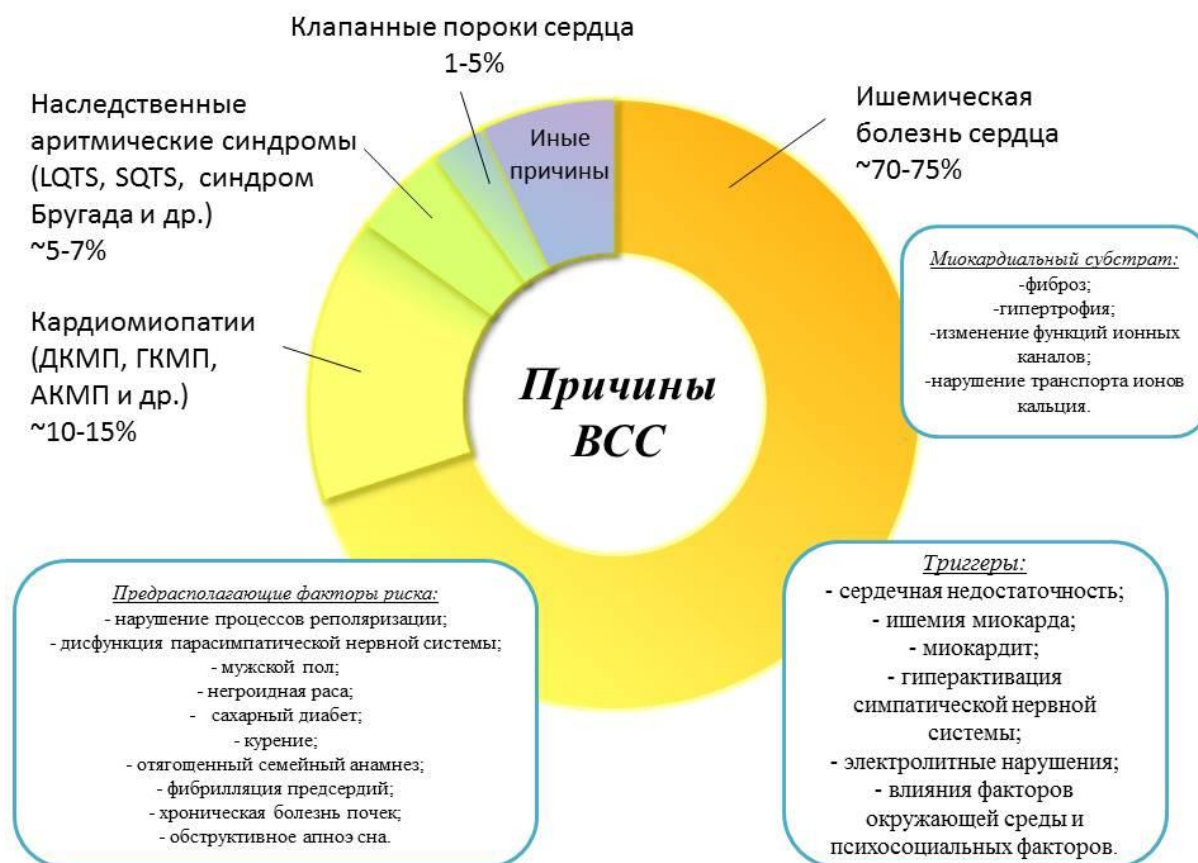 Клапанные пороки сердца
1-5%
Наследственные
аритмические синдромы
(LQTS, SQTS, синдром
Бругада и др.)
~5-7%
Кардиомиопатии
(ДКМП, ГКМП,
АКМП и др.)
~10-15%
Иные
причины
Ишемическая
болезнь сердца
~70-75%
Причины
ВСС
Миокардиальный субстрат:
-фиброз;
-гипертрофия;
-изменение функций ионных
каналов;
-нарушение транспорта ионов
кальция.
Предрасполагающие факторы риска:
- нарушение процессов реполяризации;
- дисфункция парасимпатической нервной системы;
- мужской пол;
- негроидная раса;
- сахарный диабет;
- курение;
- отягощенный семейный анамнез;
- фибрилляция предсердий;
- хроническая болезнь почек;
- обструктивное апноэ сна.
Триггеры:
- сердечная недостаточность;
- ишемия миокарда;
- миокардит;
- гиперактивация
симпатической нервной
системы;
- электролитные нарушения;
- влияния факторов
окружающей среды и
психосоциальных факторов.